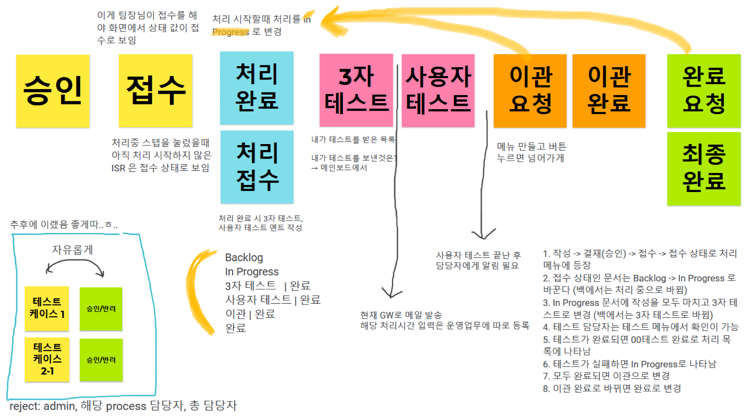 이게 팀장님이 접수를 해
야 화면에서 상태 값이 접
수로 보임
처리 시작할때 처리를 In
Progress 로 변경
승인
접수
처리
완료
3자
테스트
사용자
테스트
이관
요청
이관
완료
완료
요청
처리중 스탭을 눌렀을때
아직 처리 시작하지 않은
ISR 은 접수 상태로 보임
처리
접수
내가 테스트를 받은 목록
내가 테스트를 보낸것은?
→ 메인보드에서
메뉴 만들고 버튼
누르면 넘어가게
최종
완료
처리 완료 시 3자 테스트,
사용자 테스트 멘트 작성
추후에 이랬음 좋게따..ㅎ..
자유롭게
테스트
케이스 1
승인/반려
테스트
케이스
2-1
승인/반려
reject: admin, 해당 process 담당자, 총 담당자
Backlog
In Progress
3자 테스트 | 완료
사용자 테스트 | 완료
이관 | 완료
완료
현재 GW로 메일 발송
해당 처리시간 입력은 운영업무에 따로 등록
사용자 테스트 끝난 후
담당자에게 알림 필요
1. 작성 -> 결재(승인) -> 접수 -> 접수 상태로 처리
메뉴에 등장
2. 접수 상태인 문서는 Backlog -> In Progress 로
바꾼다 (백에서는 처리 중으로 바뀜)
3. In Progress 문서에 작성을 모두 마치고 3자 테
스트로 변경 (백에서는 3자 테스트로 바뀜)
4. 테스트 담당자는 테스트 메뉴에서 확인이 가능
5. 테스트가 완료되면 00테스트 완료로 처리 목
록에 나타남
6. 테스트가 실패하면 In Progress로 나타남
7. 모두 완료되면 이관으로 변경
8. 이관 완료로 바뀌면 완료로 변경